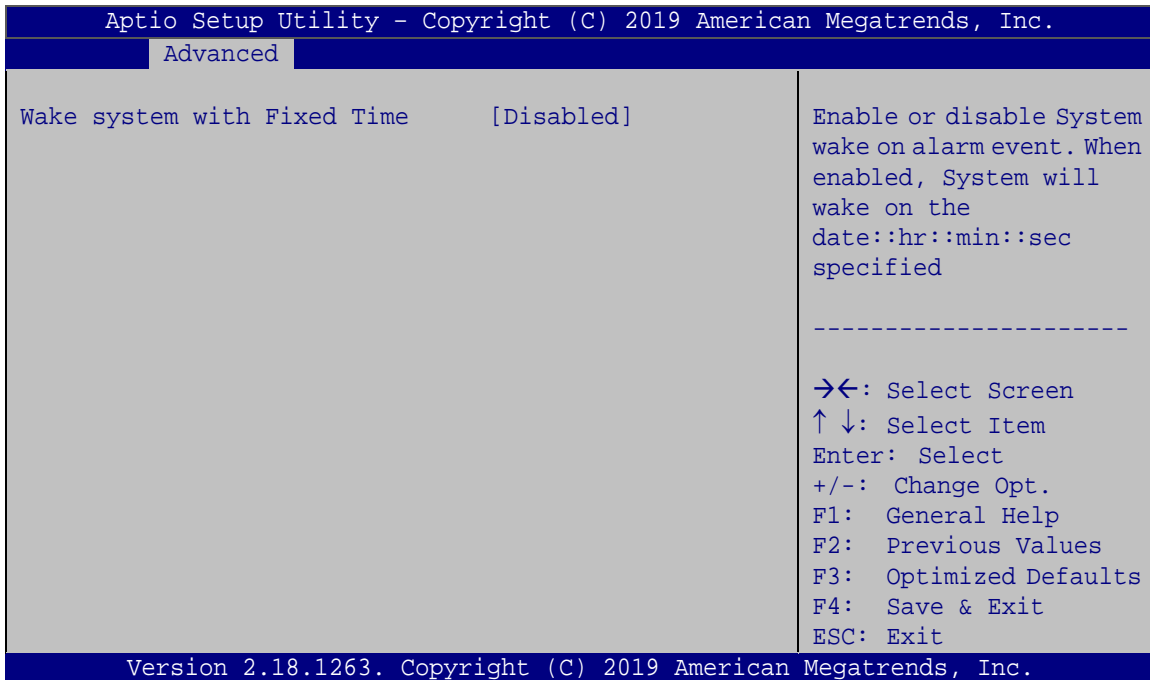 Aptio Setup Utility – Copyright (C) 2019 American Megatrends, Inc.
Advanced
Wake system with Fixed Time [Disabled]
Enable or disable System
wake on alarm event. When
enabled, System will
wake on the
date::hr::min::sec
specified
----------------------
→←: Select Screen
↑ ↓: Select Item
Enter: Select
+/-: Change Opt.
F1: General Help
F2: Previous Values
F3: Optimized Defaults
F4: Save & Exit
ESC: Exit
Version 2.18.1263. Copyright (C) 2019 American Megatrends, Inc.